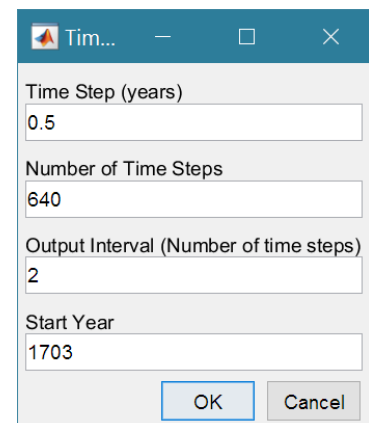 Tim...
Time Step (years)
0.5
Number of Time Steps
640
Output Interval (Number of time steps)
2
Start Year
1703
OK Cancel